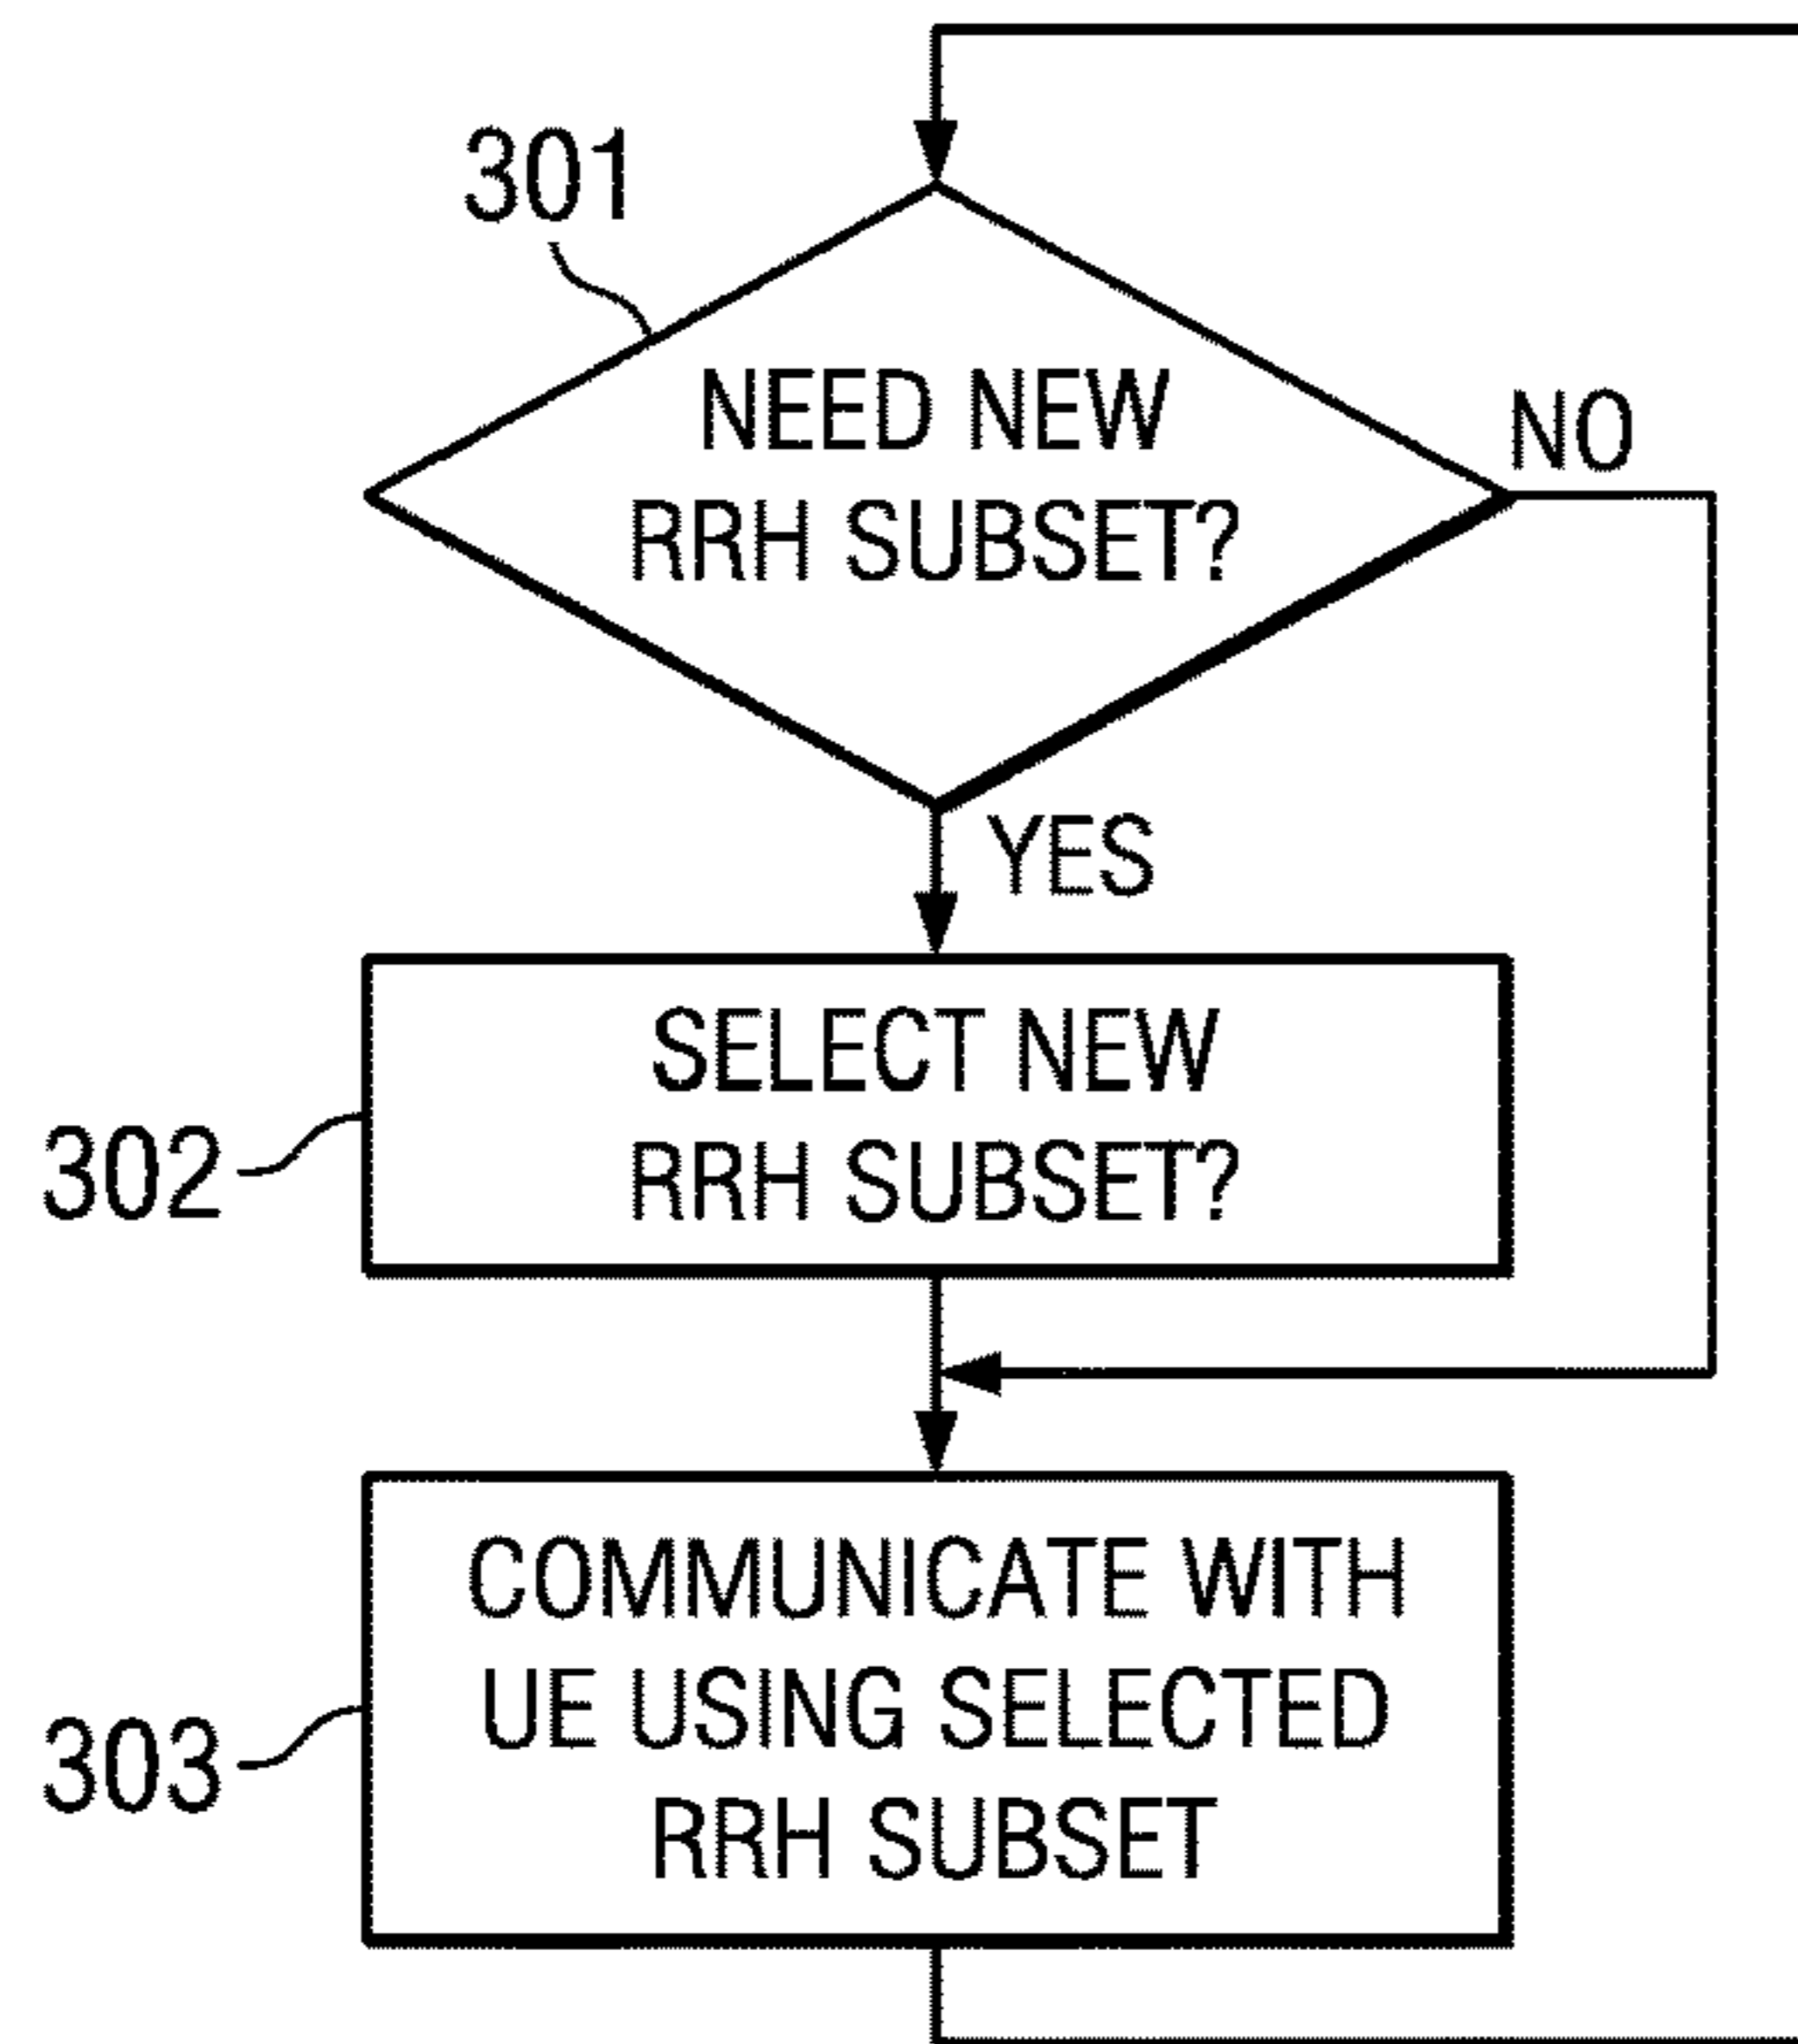 301
NEED NEW
RRH SUBSET?
NO
YES
SELECT NEW
RRH SUBSET?
302
COMMUNICATE WITH
UE USING SELECTED
RRH SUBSET
303